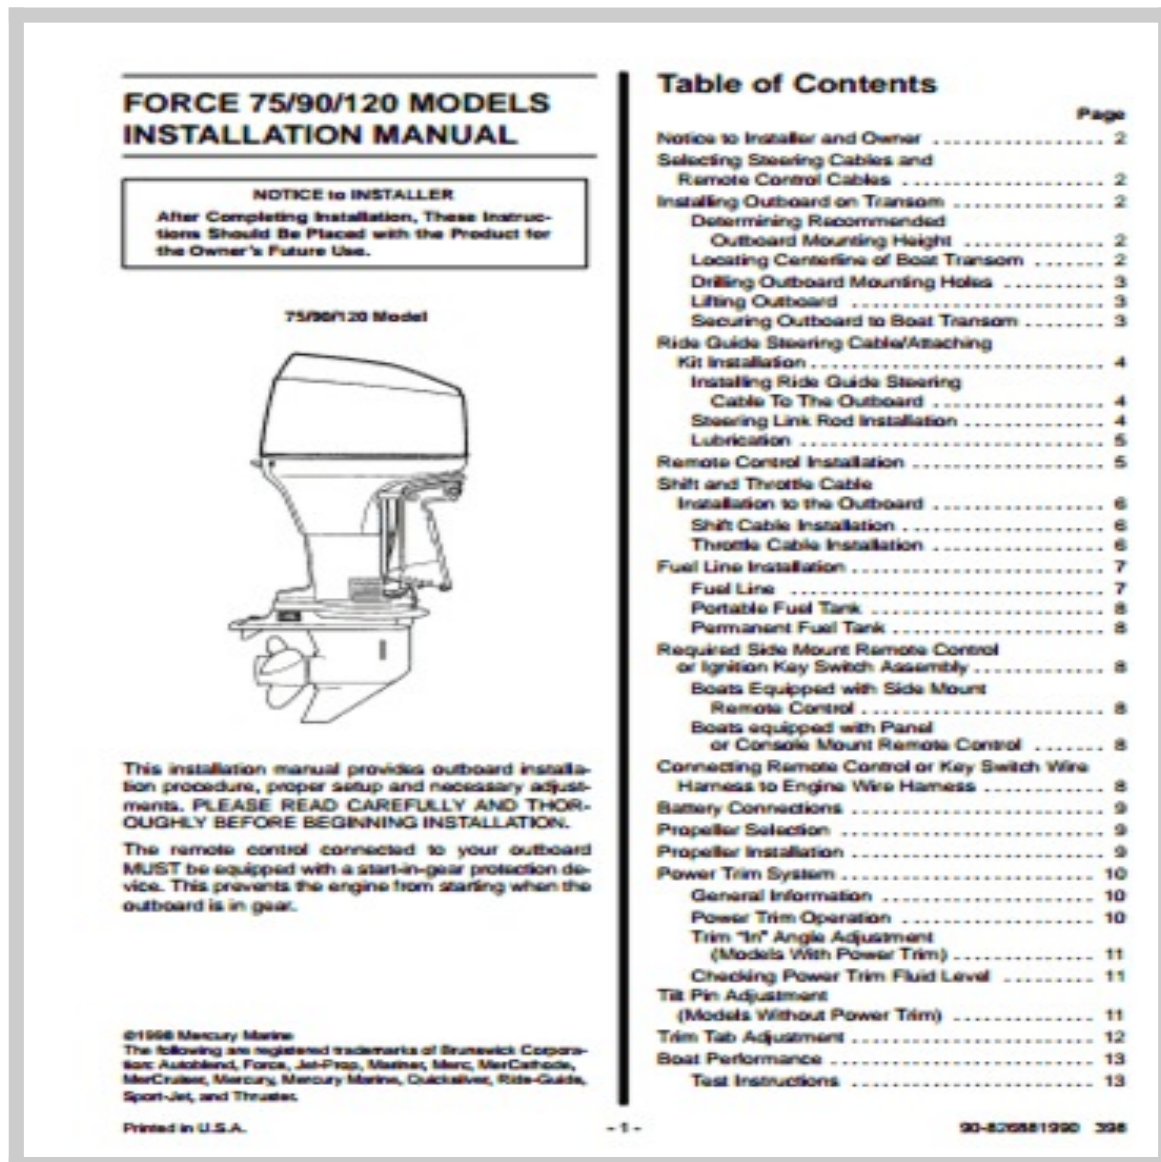 FORCE 75/90/120 MODELS
INSTALLATION MANUAL
NOTICE to INSTALLER
After Completing Installation, These Instruc-
tions Should Be Placed with the Product for
the Owner's Future Use.
75/90/120 Model
This installation manual provides outboard installa-
tion procedure, proper setup and necessary adjust-
ments. PLEASE READ CAREFULLY AND THOR-
OUGHLY BEFORE BEGINNING INSTALLATION.
The remote control connected to your outboard
MUST be equipped with a start-in-gear protection de-
vice. This prevents the engine from starting when the
outboard is in gear.
©1998 Mercury Marine
The following are registered trademarks of Brunswick Corpora-
tion: Autoblend, Force, Jet-Prop, Mariner, Merc, MerCathode,
MerCruiser, Mercury, Mercury Marine, Quicksilver, Ride-Guide,
Sport-Jet, and Thruster.
Printed in U.S.A.
Table of Contents
Page
Notice to Installer and Owner ................. 2
Selecting Steering Cables and
Remote Control Cables ................... 2
Installing Outboard on Transom ............... 2
Determining Recommended
Outboard Mounting Height ............. 2
Locating Centerline of Boat Transom ....... 2
Drilling Outboard Mounting Holes .......... 3
Lifting Outboard ........................ 3
Securing Outboard to Boat Transom ........ 3
Ride Guide Steering Cable/Attaching
Kit Installation ............................ 4
Installing Ride Guide Steering
Cable To The Outboard ................ 4
Steering Link Rod Installation ............. 4
Lubrication ............................. 5
Remote Control Installation ................... 5
Shift and Throttle Cable
Installation to the Outboard ................. 6
Shift Cable Installation ................... 6
Throttle Cable Installation ................ 6
Fuel Line Installation ........................ 7
Fuel Line .............................. 7
Portable Fuel Tank ...................... 8
Permanent Fuel Tank .................... 8
Required Side Mount Remote Control
or Ignition Key Switch Assembly ............. 8
Boats Equipped with Side Mount
Remote Control ....................... 8
Boats equipped with Panel
or Console Mount Remote Control ....... 8
Connecting Remote Control or Key Switch Wire
Harness to Engine Wire Harness ............ 8
Battery Connections ........................ 9
Propeller Selection ......................... 9
Propeller Installation ........................ 9
Power Trim System ........................ 10
General Information .................... 10
Power Trim Operation .................. 10
Trim "In" Angle Adjustment
(Models With Power Trim) ............. 11
Checking Power Trim Fluid Level ......... 11
Tilt Pin Adjustment
(Models Without Power Trim) ............. 11
Trim Tab Adjustment ....................... 12
Boat Performance ......................... 13
Test Instructions ....................... 13
- 1 -
90-826881990 398